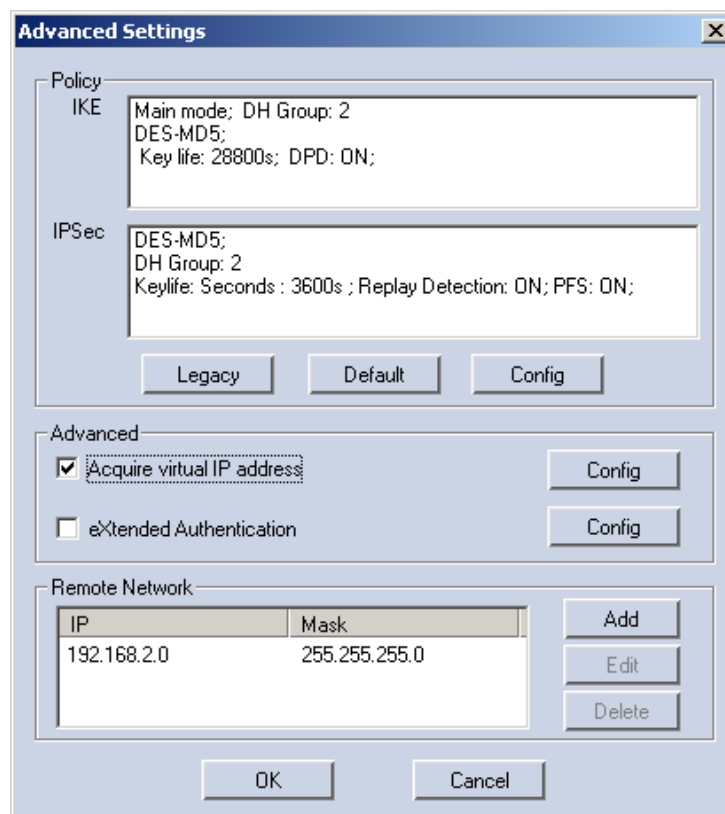 Advanced Settings
Policy
IKE
Main mode; DH Group: 2
DES-MD5;
Key life: 28800s; DPD: ON;
IPSec
DES-MD5;
DH Group: 2
Keylife: Seconds : 3600s ; Replay Detection: ON; PFS: ON;
Legacy Default Config
Advanced
Acquire virtual IP address Config
eXtended Authentication Config
Remote Network
IP Mask Add
192.168.2.0 255.255.255.0
Edit
Delete
OK Cancel